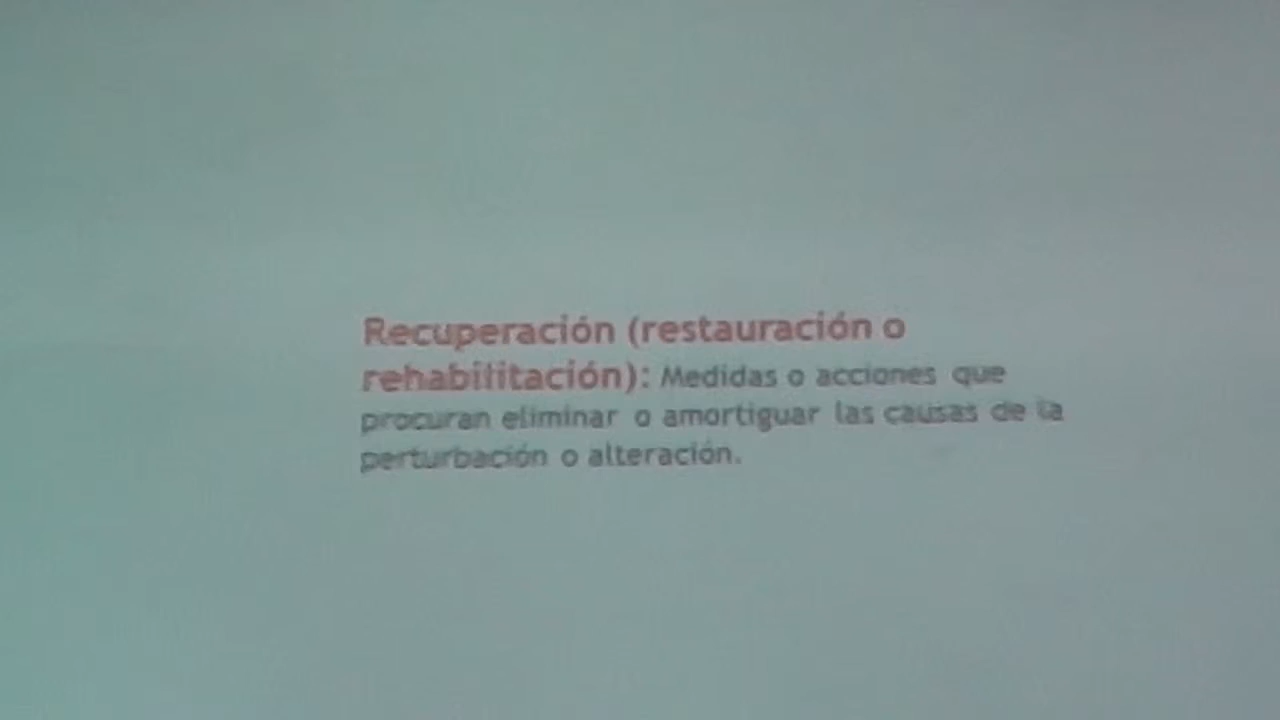 Recuperación (restauración o
rehabilitación): Medidas o acciones que
procuran eliminar o amortiguar las causas de la
perturbación o alteración.